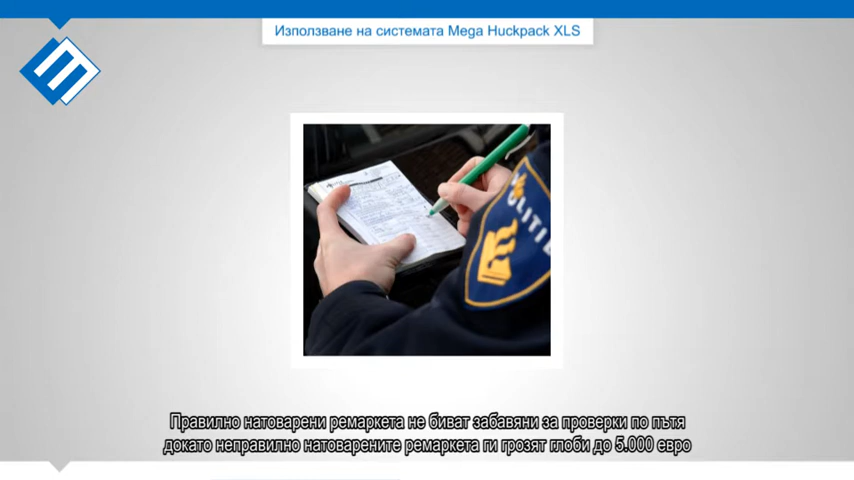 Използване на системата Mega Huckpack XLS
POLITIE
Правилно натоварени ремаркета не биват забавяни за проверки по пътя
докато неправилно натоварените ремаркета ги грозят глоби до 5.000 евро